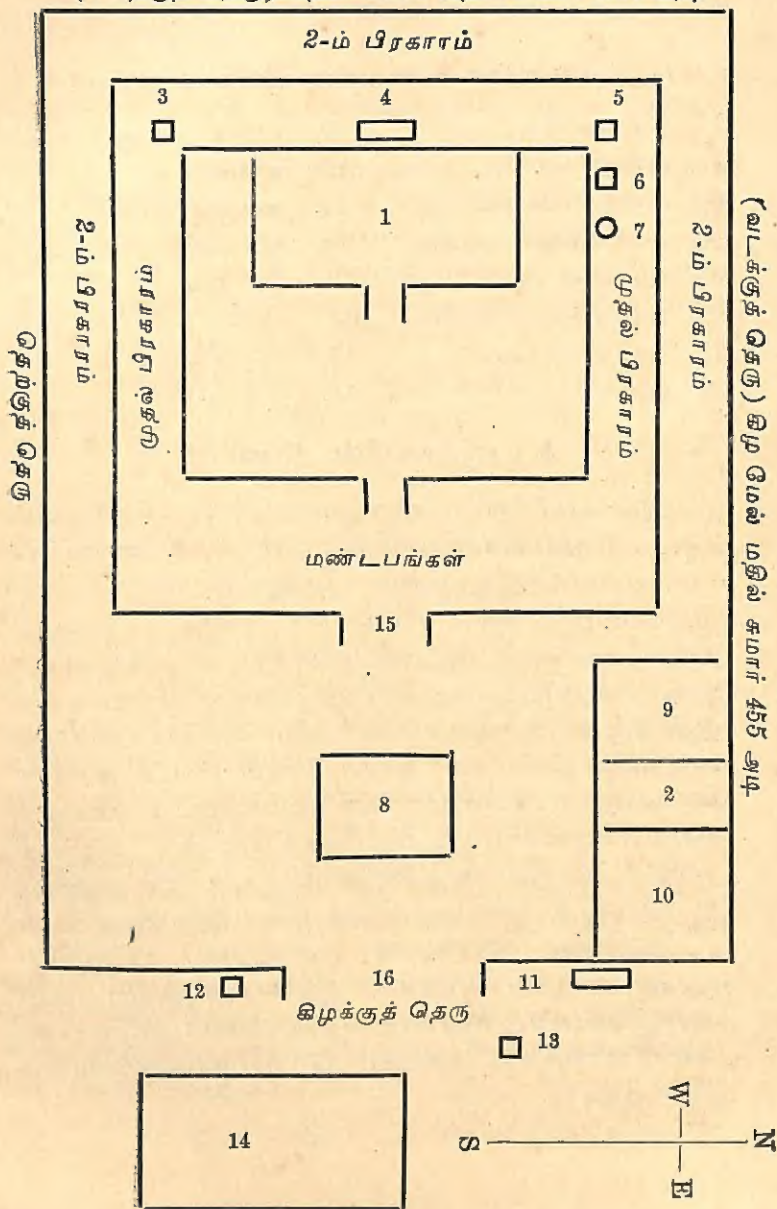 2-ம் பிரகாரம்
3
4
5
6
7
1
2-ம் பிரகாரம்
முதல் பிரகாரம்
முதல் பிரகாரம்
2-ம் பிரகாரம்
தெற்குத் தெரு
(வடக்குத் தெரு) கிழ மேல் மதில் சுமார் 455 அடி
மண்டபங்கள்
15
9
2
8
10
12
16
11
கிழக்குத் தெரு
13
14
W
S
N
E